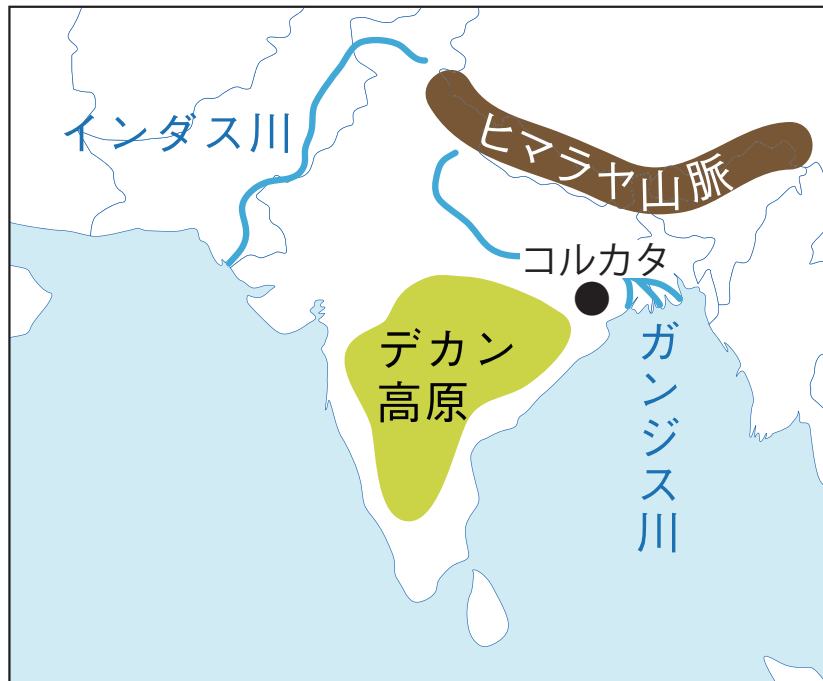 インダス川
ヒマラヤ山脈
コルカタ
デカン
高原
ガンジス川